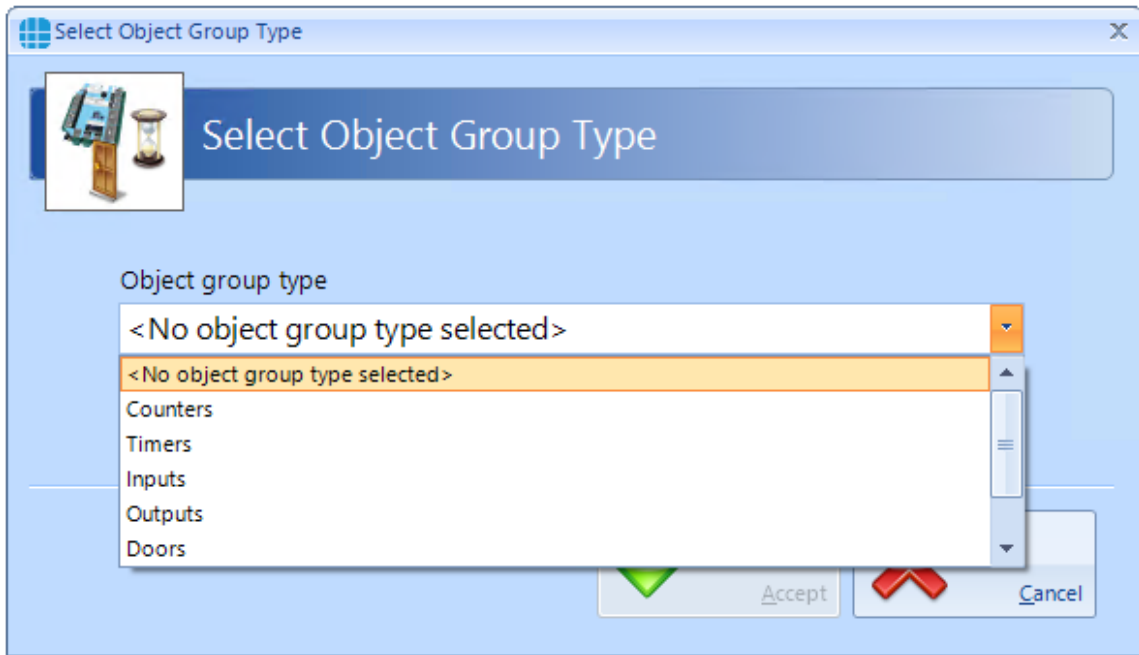 Select Object Group Type
Select Object Group Type
Object group type
<No object group type selected>
<No object group type selected>
Counters
Timers
Inputs
Outputs
Doors
Accept
Cancel